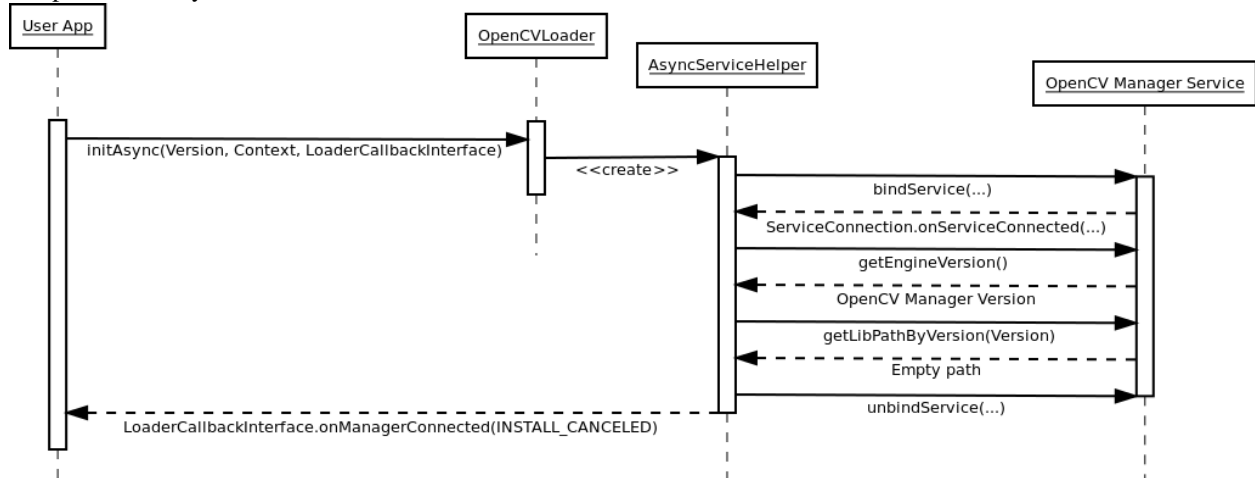 User App
OpenCVLoader
AsyncServiceHelper
OpenCV Manager Service
initAsync(Version, Context, LoaderCallbackInterface)
<<create>>
bindService(...)
ServiceConnection.onServiceConnected(...)
getEngineVersion()
OpenCV Manager Version
getLibPathByVersion(Version)
Empty path
unbindService(...)
LoaderCallbackInterface.onManagerConnected(INSTALL_CANCELED)